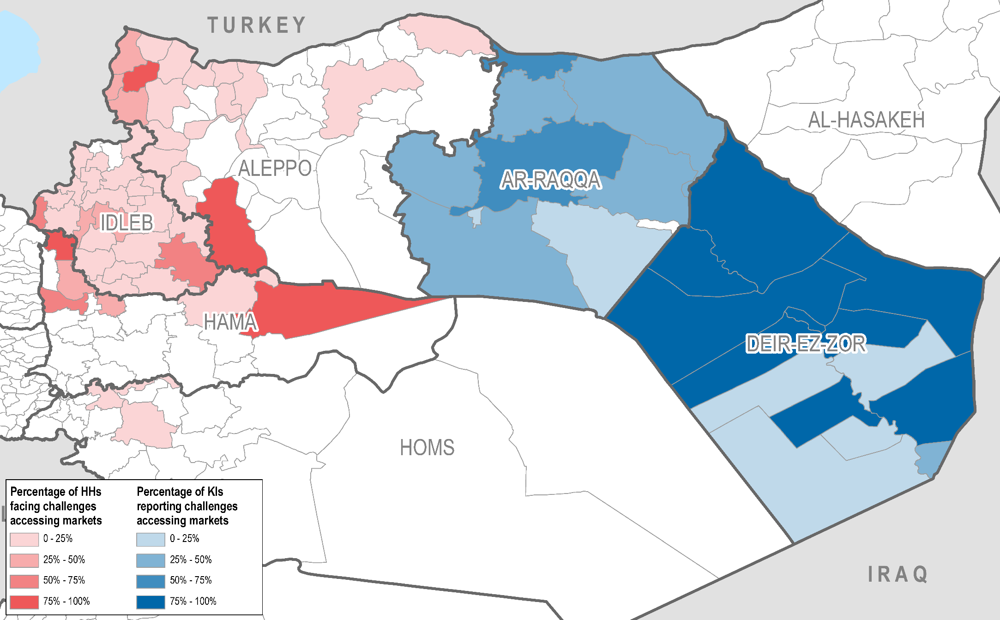 TURKEY
AL-HASAKEH
ALEPPO
AR-RAQQA
IDLEB
HAMA
DEIR-EZ-ZOR
HOMS
IRAQ
L
Percentage of HHs
facing challenges
accessing markets
0 - 25%
25% - 50%
50% - 75%
75% - 100%
Percentage of KIs
reporting challenges
accessing markets
0 - 25%
25% - 50%
50% - 75%
75% - 100%